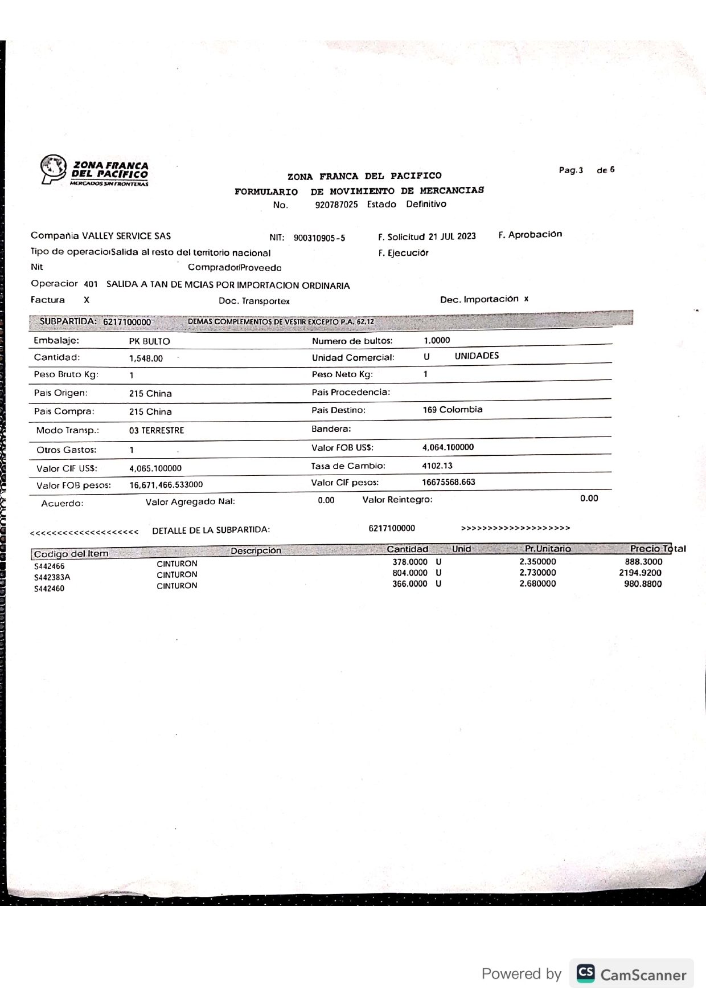 ZONA FRANCA
DEL PACÍFICO
MERCADOS SIN FRONTERAS
Pag. 3 de 6
ZONA FRANCA DEL PACIFICO
FORMULARIO DE MOVIMIENTO DE MERCANCIAS
No. 920787025 Estado Definitivo
Compañia VALLEY SERVICE SAS NIT: 900310905-5 F. Solicitud 21 JUL 2023 F. Aprobación
Tipo de operacioiSalida al resto del territorio nacional F. Ejecuciór
Nit Comprador/Proveedo
Operacior 401 SALIDA A TAN DE MCIAS POR IMPORTACION ORDINARIA
Factura X Doc. Transportex Dec. Importación x
SUBPARTIDA: 6217100000 DEMAS COMPLEMENTOS DE VESTIR EXCEPTO P.A. 62.12
Embalaje: PK BULTO Numero de bultos: 1.0000
Cantidad: 1,548.00 Unidad Comercial: U UNIDADES
Peso Bruto Kg: 1 Peso Neto Kg: 1
Pais Origen: 215 China Pais Procedencia:
Pais Compra: 215 China Pais Destino: 169 Colombia
Modo Transp.: 03 TERRESTRE Bandera:
Otros Gastos: 1 Valor FOB US$: 4,064.100000
Valor CIF US$: 4,065.100000 Tasa de Cambio: 4102.13
Valor FOB pesos: 16,671,466.533000 Valor CIF pesos: 16675568.663
Acuerdo: Valor Agregado Nal: 0.00 Valor Reintegro: 0.00
<<<<<<<<<<<<<<<<<<<< DETALLE DE LA SUBPARTIDA: 6217100000 >>>>>>>>>>>>>>>>>>>>
Codigo del Item Descripción Cantidad Unid Pr.Unitario Precio Total
S442466 CINTURON 378.0000 U 2.350000 888.3000
S442383A CINTURON 804.0000 U 2.730000 2194.9200
S442460 CINTURON 366.0000 U 2.680000 980.8800
Powered by CS CamScanner